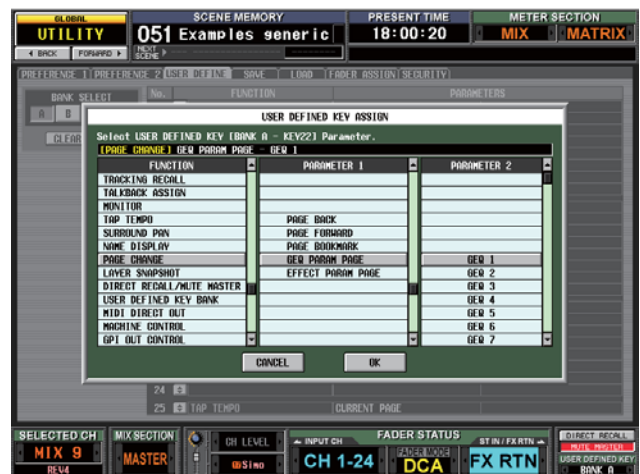 GLOBAL
UTILITY
BACK FORWARD
SCENE MEMORY
051 Examples generic
NEXT SCENE
PRESENT TIME
18:00:20
METER SECTION
MIX MATRIX
PREFERENCE 1 PREFERENCE 2 USER DEFINE SAVE LOAD FADER ASSIGN SECURITY
BANK SELECT No. FUNCTION PARAMETERS
A B
CLEAR
USER DEFINED KEY ASSIGN
Select USER DEFINED KEY [BANK A - KEY22] Parameter.
[PAGE CHANGE] GEQ PARAM PAGE - GEQ 1
FUNCTION PARAMETER 1 PARAMETER 2
TRACKING RECALL
TALKBACK ASSIGN
MONITOR
TAP TEMPO PAGE BACK
SURROUND PAN PAGE FORWARD
NAME DISPLAY PAGE BOOKMARK
PAGE CHANGE GEQ PARAM PAGE GEQ 1
LAYER SNAPSHOT EFFECT PARAM PAGE GEQ 2
DIRECT RECALL/MUTE MASTER GEQ 3
USER DEFINED KEY BANK GEQ 4
MIDI DIRECT OUT GEQ 5
MACHINE CONTROL GEQ 6
GPI OUT CONTROL GEQ 7
CANCEL OK
24
25 TAP TEMPO CURRENT PAGE
SELECTED CH
MIX 9
REV4
MIX SECTION
MASTER
CH LEVEL
INPUT CH
CH 1-24
FADER STATUS
FADER MODE
DCA
ST IN / FX RTN
FX RTN
DIRECT RECALL
MUTE MASTER
USER DEFINED KEY
BANK A